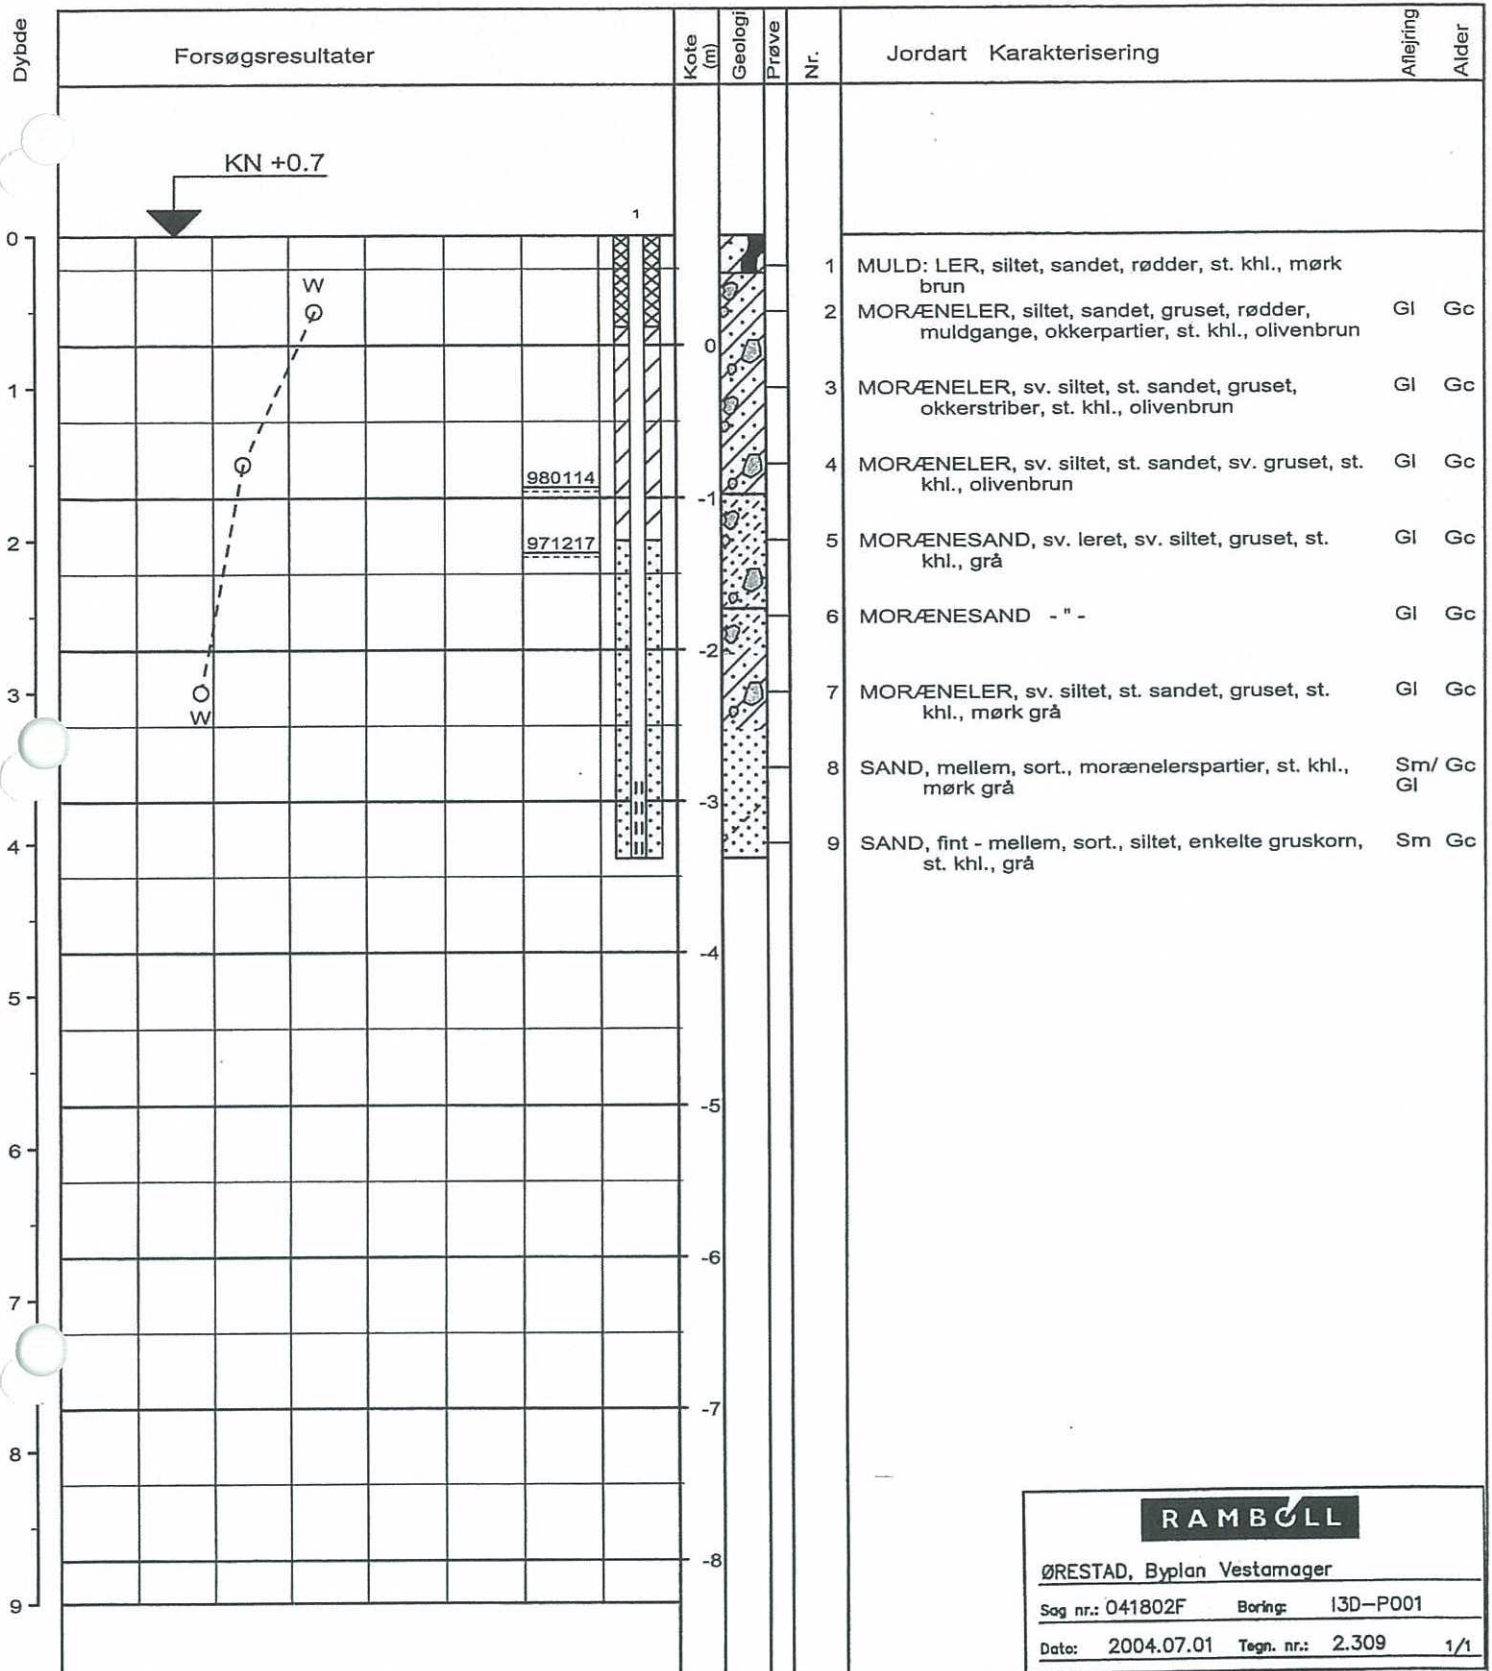 Dybde
Forsøgsresultater
Kote (m)
Geologi
Prøve
Nr.
Jordart Karakterisering
Aflejring
Alder
KN +0.7
1
0
W
1 MULD: LER, siltet, sandet, rødder, st. khl., mørk
brun
2 MORÆNELER, siltet, sandet, gruset, rødder, Gl Gc
muldgange, okkerpartier, st. khl., olivenbrun
0
1
3 MORÆNELER, sv. siltet, st. sandet, gruset, Gl Gc
okkerstriber, st. khl., olivenbrun
4 MORÆNELER, sv. siltet, st. sandet, sv. gruset, st. Gl Gc
khl., olivenbrun
980114
-1
2
971217
5 MORÆNESAND, sv. leret, sv. siltet, gruset, st. Gl Gc
khl., grå
6 MORÆNESAND - " - Gl Gc
-2
3
W
7 MORÆNELER, sv. siltet, st. sandet, gruset, st. Gl Gc
khl., mørk grå
8 SAND, mellem, sort., morænelerspartier, st. khl., Sm/ Gc
mørk grå Gl
-3
4
9 SAND, fint - mellem, sort., siltet, enkelte gruskorn, Sm Gc
st. khl., grå
-4
5
-5
6
-6
7
-7
8
-8
9
RAMBØLL
ØRESTAD, Byplan Vestamager
Sag nr.: 041802F Boring: I3D-P001
Dato: 2004.07.01 Tegn. nr.: 2.309 1/1